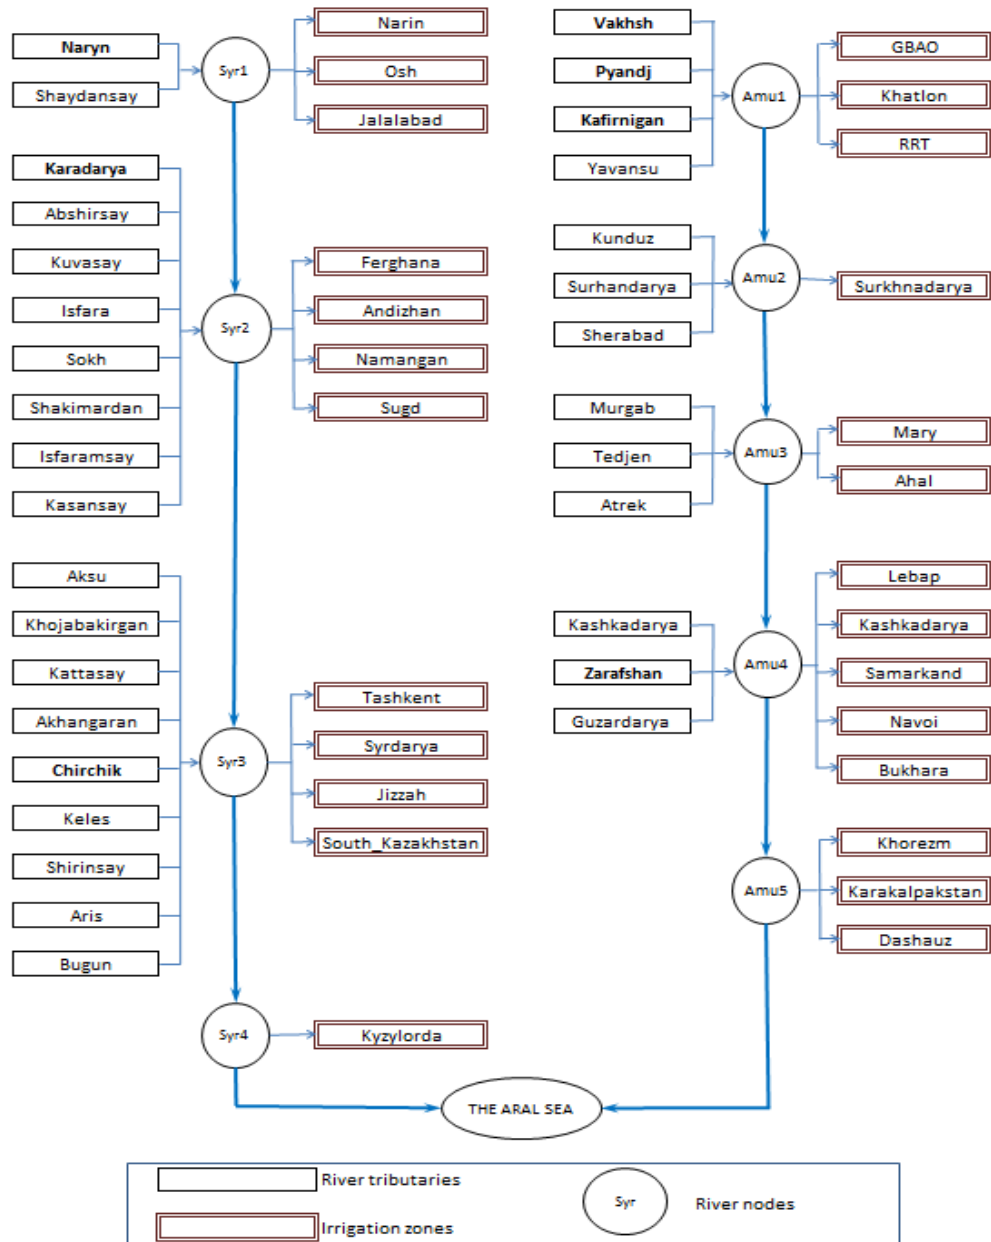 Naryn
Shaydansay
Syr1
Narin
Osh
Jalalabad
Karadarya
Abshirsay
Kuvasay
Isfara
Sokh
Shakimardan
Isfaramsay
Kasansay
Syr2
Ferghana
Andizhan
Namangan
Sugd
Aksu
Khojabakirgan
Kattasay
Akhangaran
Chirchik
Keles
Shirinsay
Aris
Bugun
Syr3
Tashkent
Syrdarya
Jizzah
South_Kazakhstan
Syr4
Kyzylorda
Vakhsh
Pyandj
Kafirnigan
Yavansu
Amu1
GBAO
Khatlon
RRT
Kunduz
Surhandarya
Sherabad
Amu2
Surkhnadarya
Murgab
Tedjen
Atrek
Amu3
Mary
Ahal
Kashkadarya
Zarafshan
Guzardarya
Amu4
Lebap
Kashkadarya
Samarkand
Navoi
Bukhara
Amu5
Khorezm
Karakalpakstan
Dashauz
THE ARAL SEA
River tributaries
Irrigation zones
Syr
River nodes